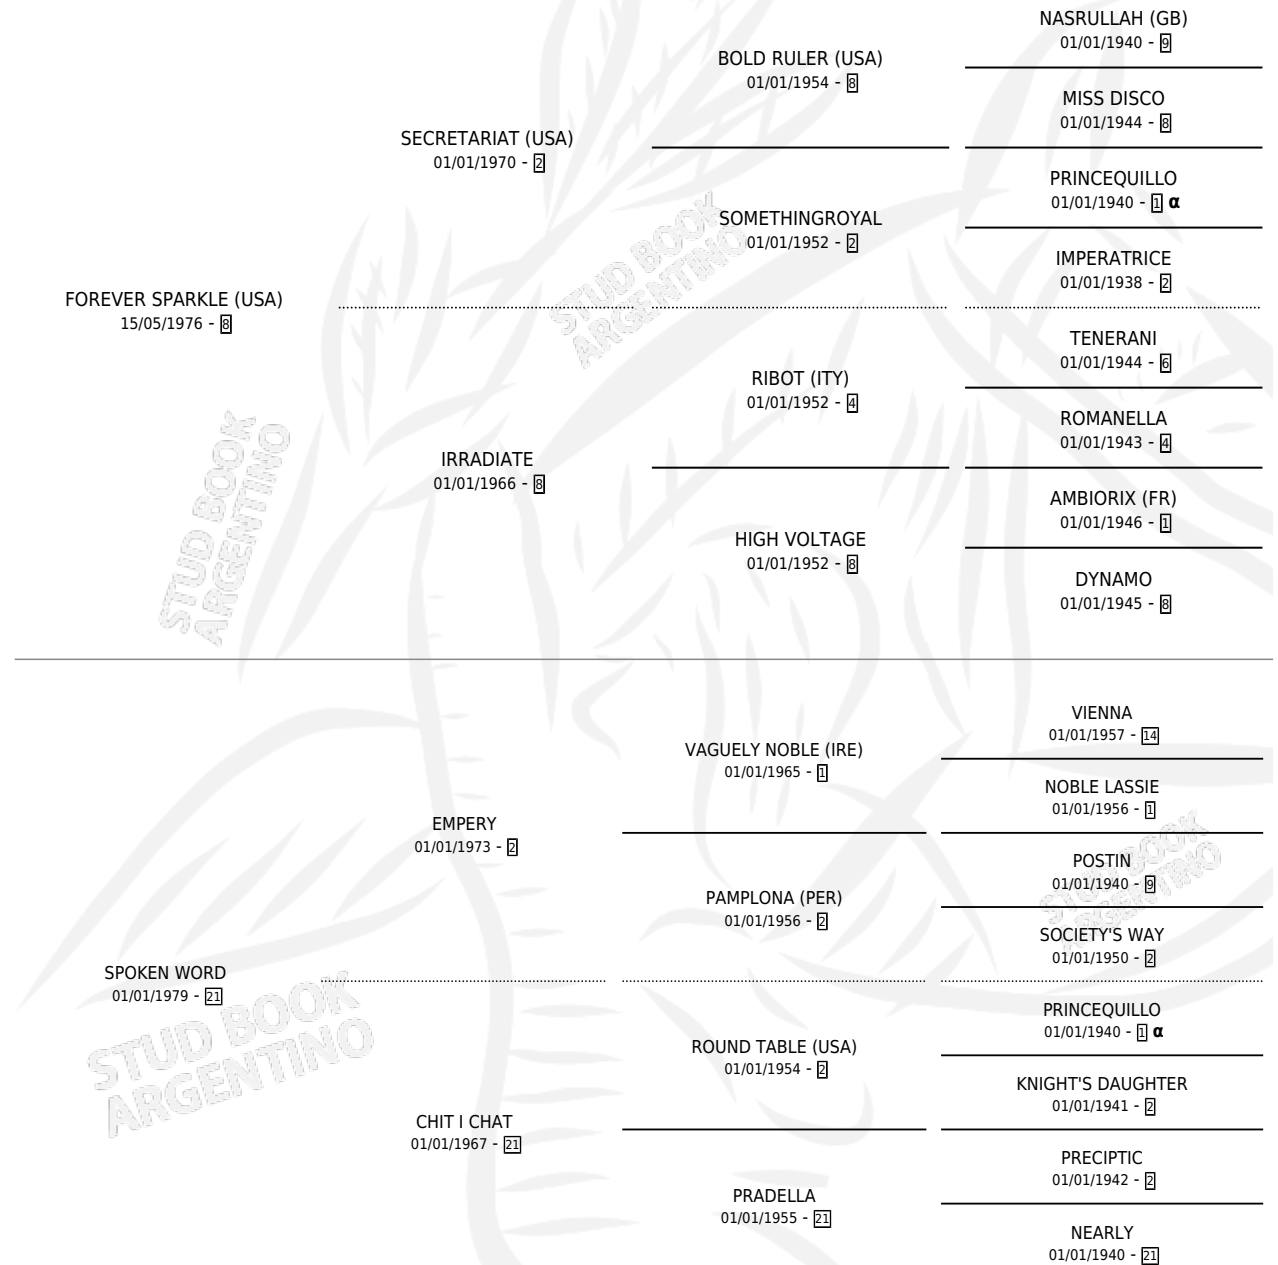 NASRULLAH (GB)
01/01/1940 - 9
BOLD RULER (USA)
01/01/1954 - 8
MISS DISCO
01/01/1944 - 8
SECRETARIAT (USA)
01/01/1970 - 2
PRINCEQUILLO
01/01/1940 - 1 α
SOMETHINGROYAL
01/01/1952 - 2
IMPERATRICE
01/01/1938 - 2
FOREVER SPARKLE (USA)
15/05/1976 - 8
TENERANI
01/01/1944 - 6
RIBOT (ITY)
01/01/1952 - 4
ROMANELLA
01/01/1943 - 4
IRRADIATE
01/01/1966 - 8
AMBIORIX (FR)
01/01/1946 - 1
HIGH VOLTAGE
01/01/1952 - 8
DYNAMO
01/01/1945 - 8
VIENNA
01/01/1957 - 14
VAGUELY NOBLE (IRE)
01/01/1965 - 1
NOBLE LASSIE
01/01/1956 - 1
EMPERY
01/01/1973 - 2
POSTIN
01/01/1940 - 9
PAMPLONA (PER)
01/01/1956 - 2
SOCIETY'S WAY
01/01/1950 - 2
SPOKEN WORD
01/01/1979 - 21
PRINCEQUILLO
01/01/1940 - 1 α
ROUND TABLE (USA)
01/01/1954 - 2
KNIGHT'S DAUGHTER
01/01/1941 - 2
CHIT I CHAT
01/01/1967 - 21
PRECIPTIC
01/01/1942 - 2
PRADELLA
01/01/1955 - 21
NEARLY
01/01/1940 - 21
STUD BOOK
ARGENTINO
STUD BOOK
ARGENTINO
STUD BOOK
ARGENTINO
STUD BOOK
ARGENTINO